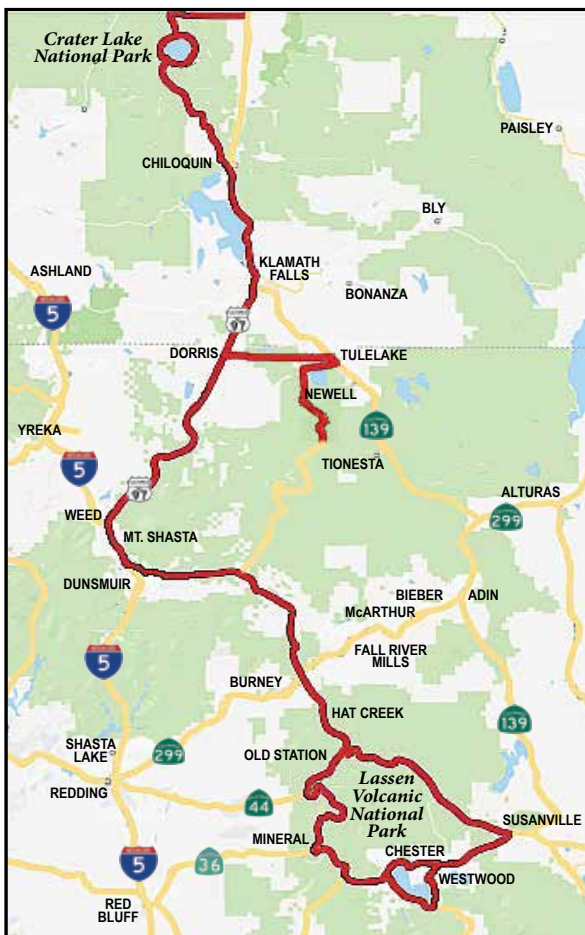 Crater Lake
National Park
PAISLEY
CHILOQUIN
BLY
KLAMATH
FALLS
ASHLAND
BONANZA
5
97
DORRIS
TULELAKE
NEWELL
YREKA
139
5
TIONESTA
97
ALTURAS
WEED
299
MT. SHASTA
DUNSMUIR
BIEBER
ADIN
McARTHUR
5
FALL RIVER
MILLS
BURNEY
HAT CREEK
139
SHASTA
LAKE
299
OLD STATION
REDDING
Lassen
Volcanic
National
Park
44
SUSANVILLE
MINERAL
CHESTER
5
36
WESTWOOD
RED
BLUFF